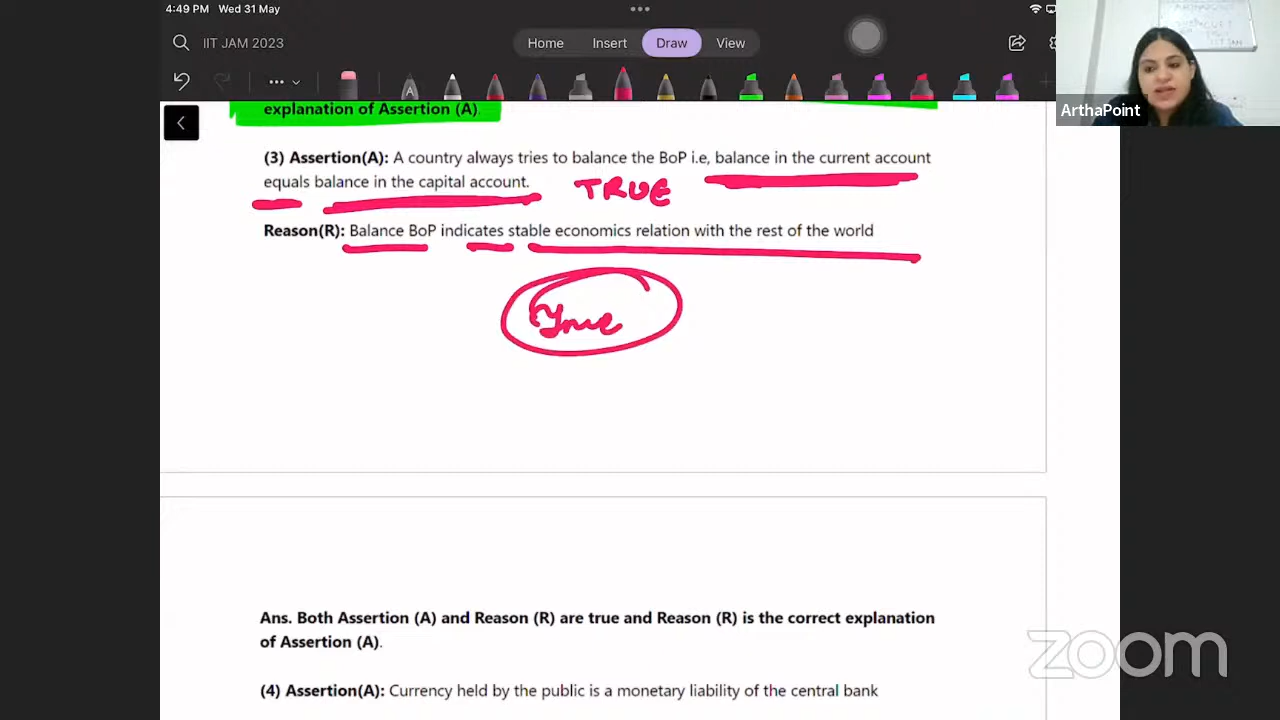 4:49 PM Wed 31 May
IIT JAM 2023
Home Insert Draw View
A
ArthaPoint
explanation of Assertion (A).
(3) Assertion(A): A country always tries to balance the BoP i.e, balance in the current account
equals balance in the capital account.
TRUE
Reason(R): Balance BoP indicates stable economics relation with the rest of the world
True
Ans. Both Assertion (A) and Reason (R) are true and Reason (R) is the correct explanation
of Assertion (A).
zoom
(4) Assertion(A): Currency held by the public is a monetary liability of the central bank